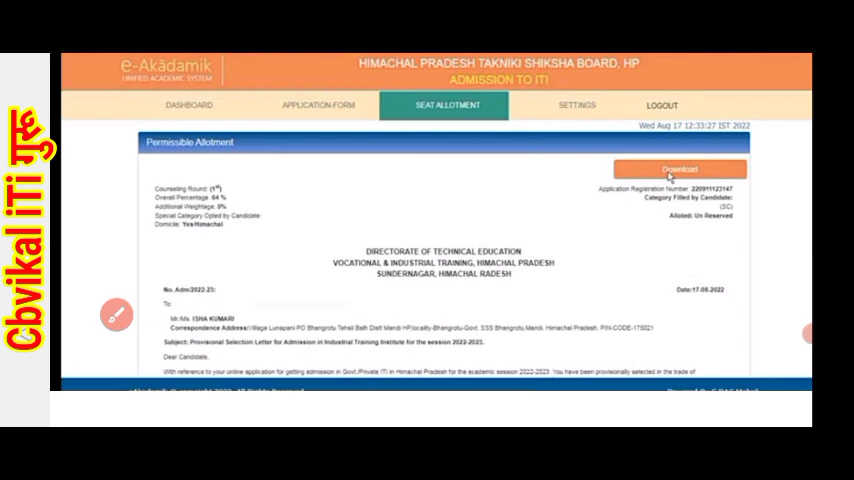 Cbvikal iTi गुरु
e-Akādamik
UNIFIED ACADEMIC SYSTEM
HIMACHAL PRADESH TAKNIKI SHIKSHA BOARD, HP
ADMISSION TO ITI
DASHBOARD
APPLICATION-FORM
SEAT ALLOTMENT
SETTINGS
LOGOUT
Wed Aug 17 12:33:27 IST 2022
Permissible Allotment
Download
Counseling Round: (1st)
Overall Percentage: 64 %
Additional Weightage: 0%
Special Category Opted by Candidate:
Domicile: Yes/Himachal
Application Registration Number: 220911123147
Category Filled by Candidate:
(SC)
Alloted: Un Reserved
DIRECTORATE OF TECHNICAL EDUCATION
VOCATIONAL & INDUSTRIAL TRAINING, HIMACHAL PRADESH
SUNDERNAGAR, HIMACHAL RADESH
No. Adm/2022-23:
Date:17-08-2022
To:
Mr/Ms. ISHA KUMARI
Correspondence Address:Village Lunapani PO Bhangrotu Tehsil Balh Distt Mandi HP,locality-Bhangrotu-Govt. SSS Bhangrotu,Mandi, Himachal Pradesh, PIN-CODE-175021
Subject: Provisional Selection Letter for Admission in Industrial Training Institute for the session 2022-2023.
Dear Candidate,
With reference to your online application for getting admission in Govt./Private ITI in Himachal Pradesh for the academic session 2022-2023. You have been provisionally selected in the trade of